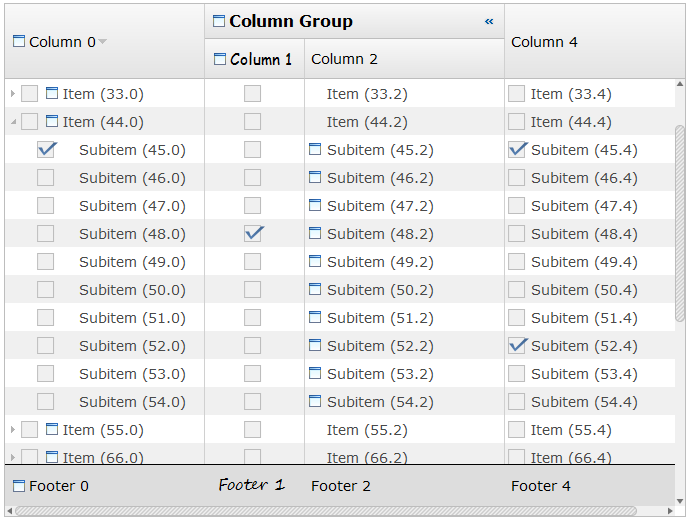 Column Group «
Column 0 Column 1 Column 2 Column 4
Item (33.0) Item (33.2) Item (33.4)
Item (44.0) Item (44.2) Item (44.4)
Subitem (45.0) Subitem (45.2) Subitem (45.4)
Subitem (46.0) Subitem (46.2) Subitem (46.4)
Subitem (47.0) Subitem (47.2) Subitem (47.4)
Subitem (48.0) Subitem (48.2) Subitem (48.4)
Subitem (49.0) Subitem (49.2) Subitem (49.4)
Subitem (50.0) Subitem (50.2) Subitem (50.4)
Subitem (51.0) Subitem (51.2) Subitem (51.4)
Subitem (52.0) Subitem (52.2) Subitem (52.4)
Subitem (53.0) Subitem (53.2) Subitem (53.4)
Subitem (54.0) Subitem (54.2) Subitem (54.4)
Item (55.0) Item (55.2) Item (55.4)
Item (66.0) Item (66.2) Item (66.4)
Footer 0 Footer 1 Footer 2 Footer 4